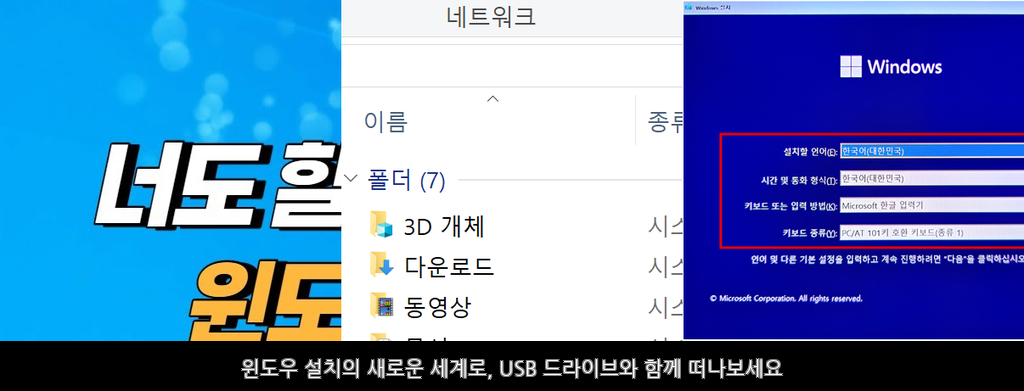 너도 할
윈도
네트워크
이름
종류
폴더 (7)
3D 개체
시스
다운로드
시스
동영상
시스
Windows 설치
Windows
설치할 언어(E): 한국어(대한민국)
시간 및 통화 형식(T): 한국어(대한민국)
키보드 또는 입력 방법(K): Microsoft 한글 입력기
키보드 종류(Y): PC/AT 101키 호환 키보드(종류 1)
언어 및 다른 기본 설정을 입력하고 계속 진행하려면 "다음"을 클릭하십시오
© Microsoft Corporation. All rights reserved.
윈도우 설치의 새로운 세계로, USB 드라이브와 함께 떠나보세요